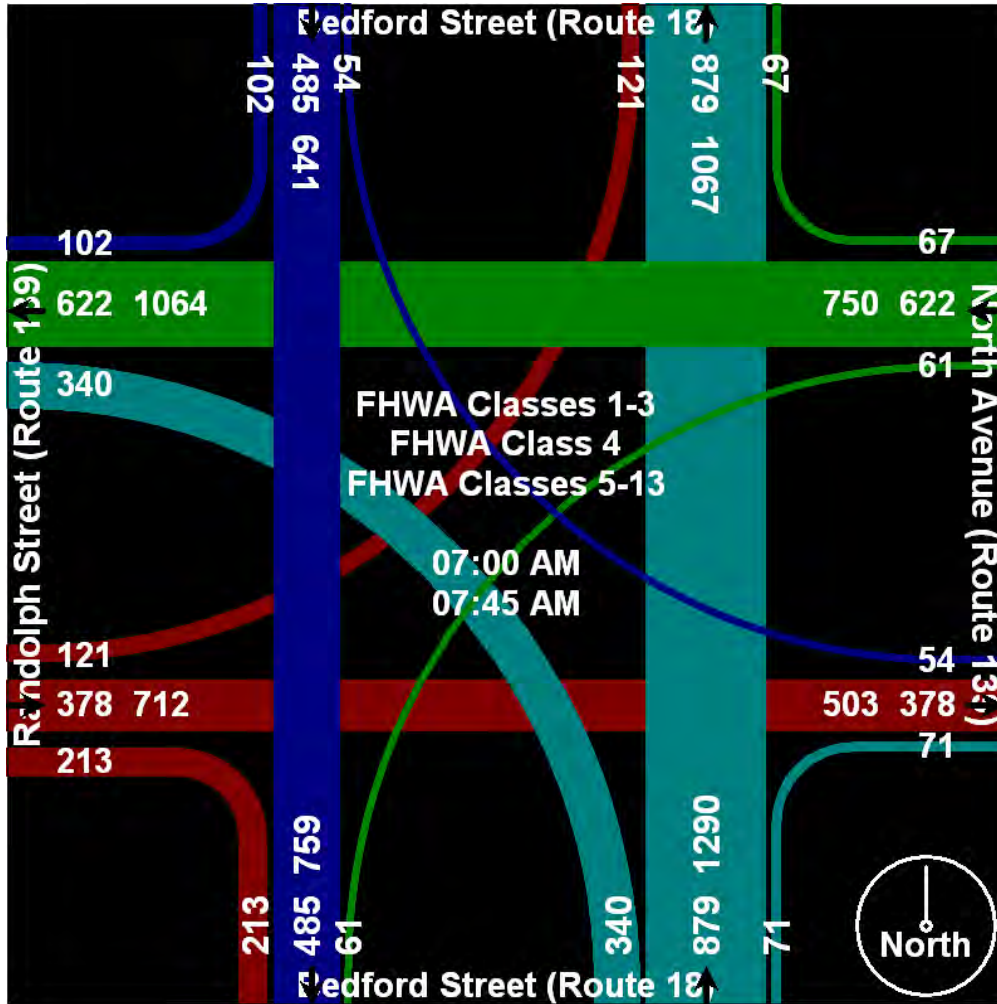 Bedford Street (Route 18)
102
485 641
54
121
879 1067
67
102
622 1064
340
Randolph Street (Route 139)
121
378 712
213
67
750 622
61
North Avenue (Route 139)
54
503 378
71
FHWA Classes 1-3
FHWA Class 4
FHWA Classes 5-13
07:00 AM
07:45 AM
213
485 759
61
340
879 1290
71
North
Bedford Street (Route 18)